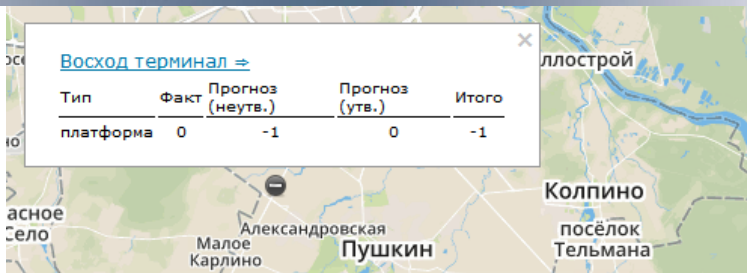 ×
Восход терминал ⇒
Тип Факт Прогноз (неутв.) Прогноз (утв.) Итого
платформа 0 -1 0 -1
ллострой
Колпино
асное
Село
Александровская
Малое
Карлино
Пушкин
посёлок
Тельмана